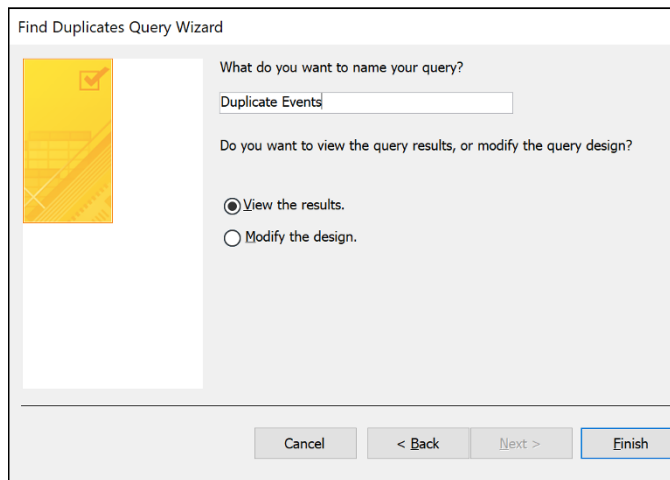 Find Duplicates Query Wizard
What do you want to name your query?
Duplicate Events
Do you want to view the query results, or modify the query design?
View the results.
Modify the design.
Cancel
< Back
Next >
Finish